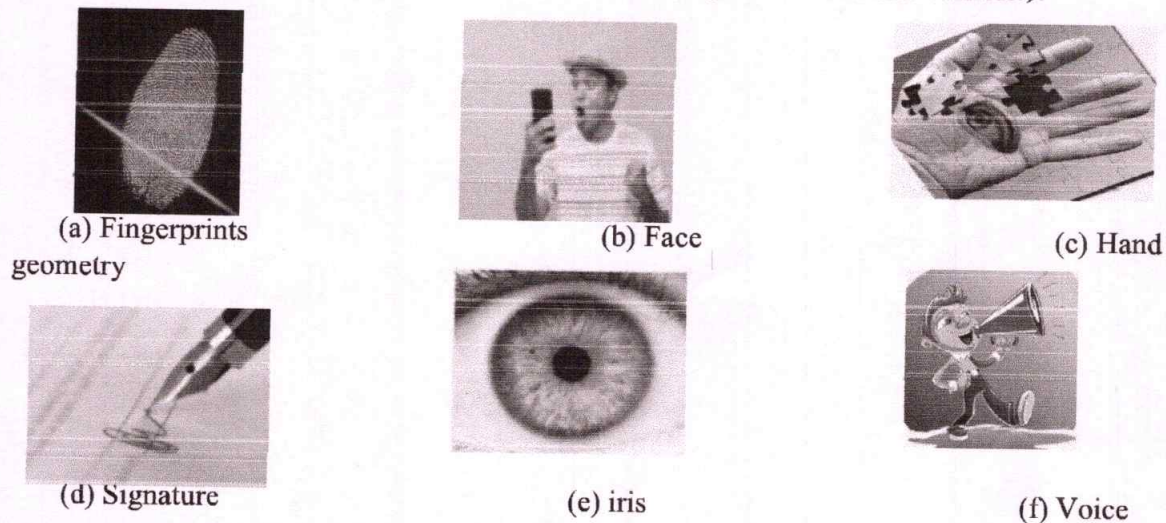 (a) Fingerprints
(b) Face
(c) Hand
geometry
(d) Signature
(e) iris
(f) Voice